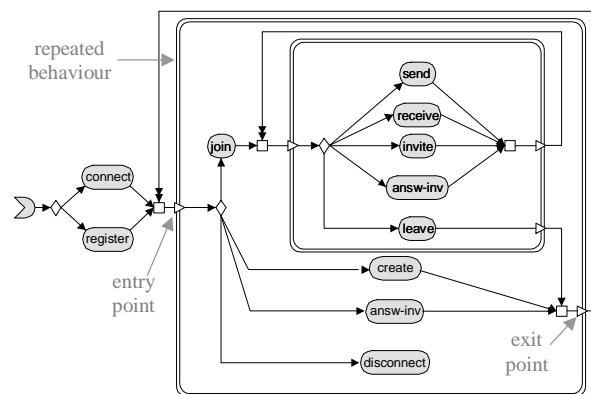 repeated
behaviour
send
receive
join
invite
connect
answ-inv
register
leave
create
entry
point
answ-inv
exit
point
disconnect